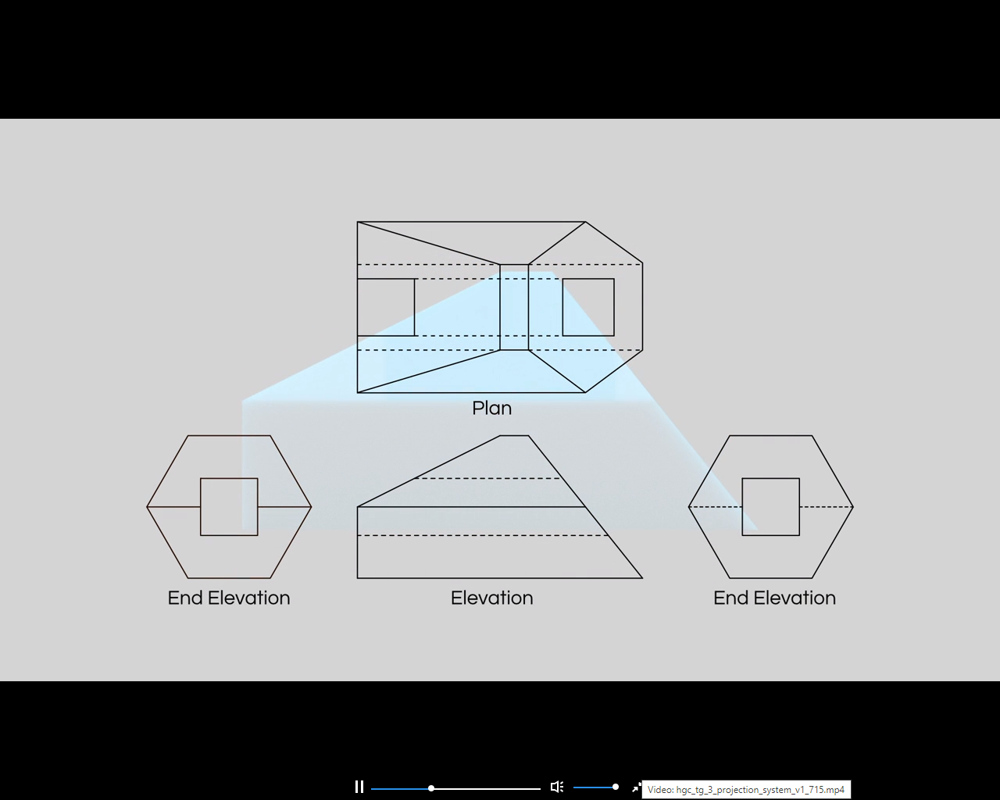 Plan
End Elevation
Elevation
End Elevation
Video: hgc_tg_3_projection_system_v1_715.mp4